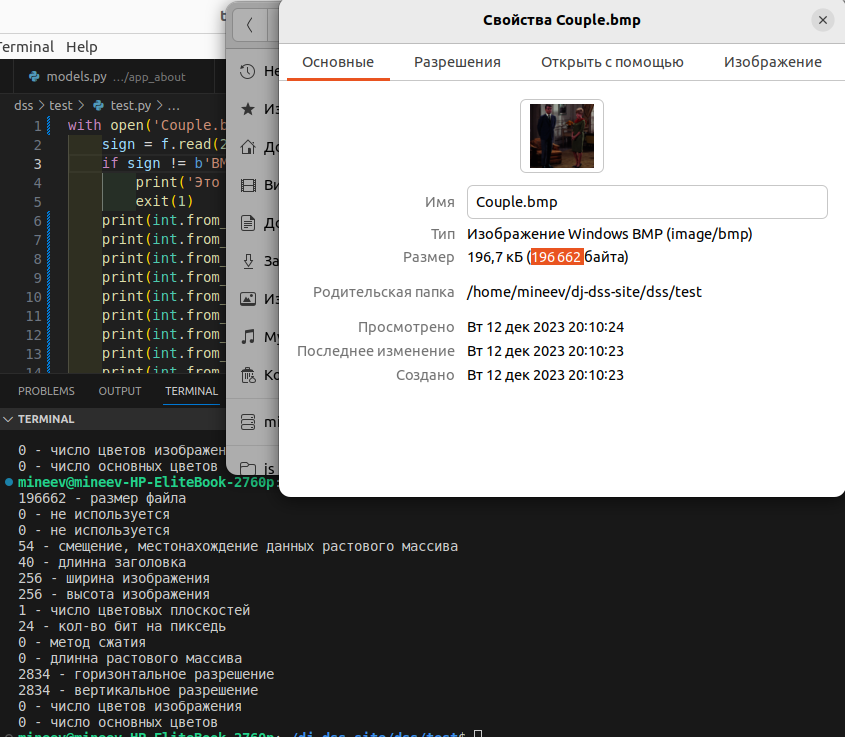 Terminal Help
models.py .../app_about
dss > test > test.py > ...
1 with open('Couple.b
2 sign = f.read(2
3 if sign != b'BM
4 print('Это
5 exit(1)
6 print(int.from_
7 print(int.from_
8 print(int.from_
9 print(int.from_
10 print(int.from_
11 print(int.from_
12 print(int.from_
13 print(int.from_
14 print(int.from_
PROBLEMS OUTPUT TERMINAL
TERMINAL
0 - число цветов изображен
0 - число основных цветов
mineev@mineev-HP-EliteBook-2760p:
196662 - размер файла
0 - не используется
0 - не используется
54 - смещение, местонахождение данных растового массива
40 - длинна заголовка
256 - ширина изображения
256 - высота изображения
1 - число цветовых плоскостей
24 - кол-во бит на пикседь
0 - метод сжатия
0 - длинна растового массива
2834 - горизонтальное разрешение
2834 - вертикальное разрешение
0 - число цветов изображения
0 - число основных цветов
mineev@mineev-HP-EliteBook-2760p:~/dj-dss-site/dss/test$
Не
Из
До
Ви
До
За
Из
Му
Ко
mi
js
Свойства Couple.bmp
Основные Разрешения Открыть с помощью Изображение
Имя Couple.bmp
Тип Изображение Windows BMP (image/bmp)
Размер 196,7 кБ (196 662 байта)
Родительская папка /home/mineev/dj-dss-site/dss/test
Просмотрено Вт 12 дек 2023 20:10:24
Последнее изменение Вт 12 дек 2023 20:10:23
Создано Вт 12 дек 2023 20:10:23